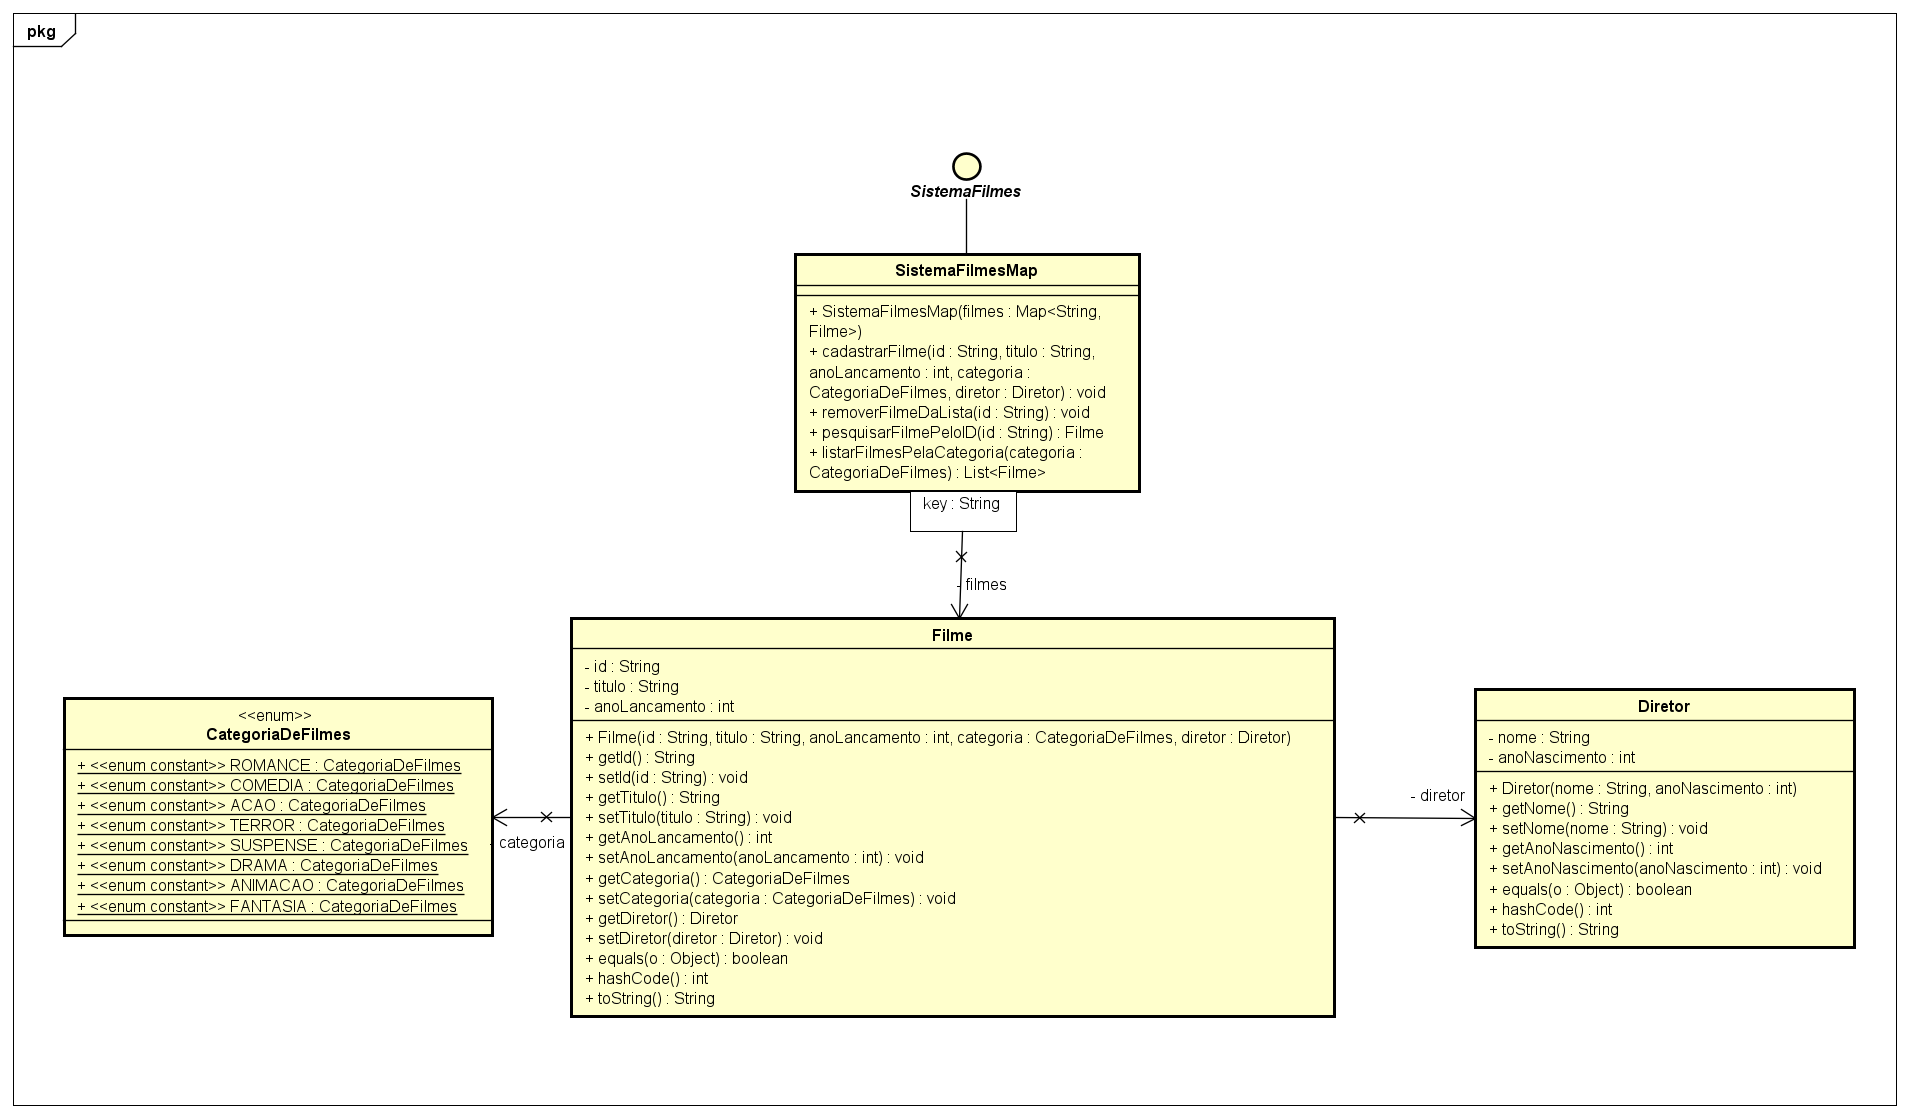 pkg
SistemaFilmes
SistemaFilmesMap
+ SistemaFilmesMap(filmes : Map<String,
Filme>)
+ cadastrarFilme(id : String, titulo : String,
anoLancamento : int, categoria :
CategoriaDeFilmes, diretor : Diretor) : void
+ removerFilmeDaLista(id : String) : void
+ pesquisarFilmePeloID(id : String) : Filme
+ listarFilmesPelaCategoria(categoria :
CategoriaDeFilmes) : List<Filme>
key : String
- filmes
<<enum>>
CategoriaDeFilmes
+ <<enum constant>> ROMANCE : CategoriaDeFilmes
+ <<enum constant>> COMEDIA : CategoriaDeFilmes
+ <<enum constant>> ACAO : CategoriaDeFilmes
+ <<enum constant>> TERROR : CategoriaDeFilmes
+ <<enum constant>> SUSPENSE : CategoriaDeFilmes
+ <<enum constant>> DRAMA : CategoriaDeFilmes
+ <<enum constant>> ANIMACAO : CategoriaDeFilmes
+ <<enum constant>> FANTASIA : CategoriaDeFilmes
- categoria
Filme
- id : String
- titulo : String
- anoLancamento : int
+ Filme(id : String, titulo : String, anoLancamento : int, categoria : CategoriaDeFilmes, diretor : Diretor)
+ getId() : String
+ setId(id : String) : void
+ getTitulo() : String
+ setTitulo(titulo : String) : void
+ getAnoLancamento() : int
+ setAnoLancamento(anoLancamento : int) : void
+ getCategoria() : CategoriaDeFilmes
+ setCategoria(categoria : CategoriaDeFilmes) : void
+ getDiretor() : Diretor
+ setDiretor(diretor : Diretor) : void
+ equals(o : Object) : boolean
+ hashCode() : int
+ toString() : String
- diretor
Diretor
- nome : String
- anoNascimento : int
+ Diretor(nome : String, anoNascimento : int)
+ getNome() : String
+ setNome(nome : String) : void
+ getAnoNascimento() : int
+ setAnoNascimento(anoNascimento : int) : void
+ equals(o : Object) : boolean
+ hashCode() : int
+ toString() : String